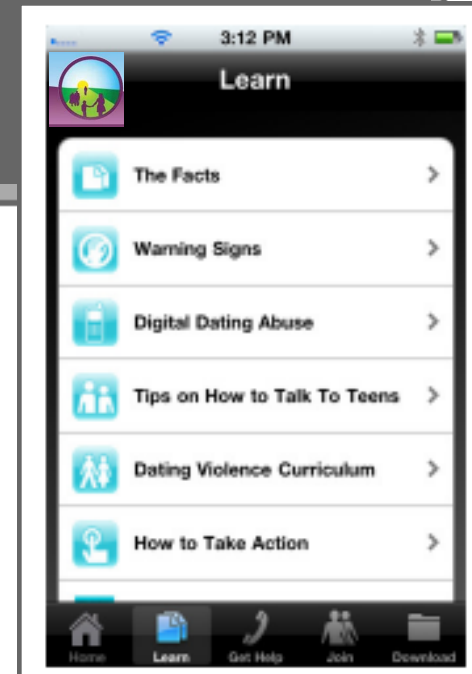 3:12 PM
Learn
The Facts
Warning Signs
Digital Dating Abuse
Tips on How to Talk To Teens
Dating Violence Curriculum
How to Take Action
Home
Learn
Get Help
Join
Download